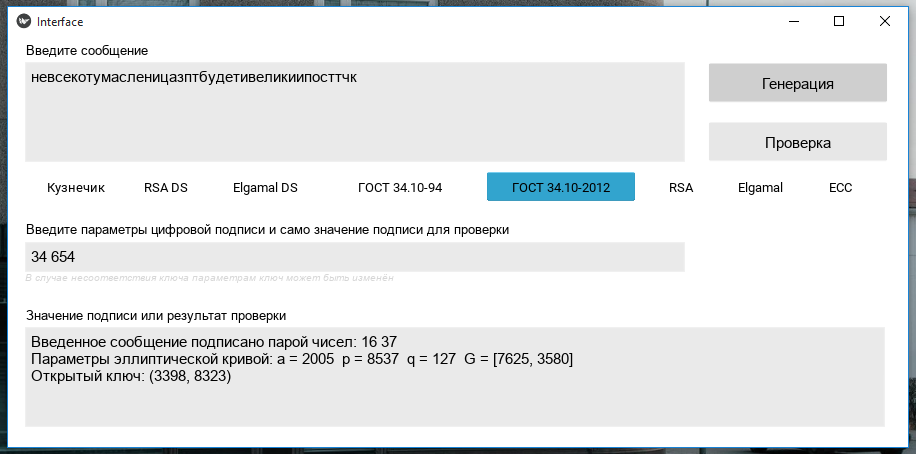 Interface
Введите сообщение
невсекотумасленицазптбудетивеликиипосттчк
Генерация
Проверка
Кузнечик RSA DS Elgamal DS ГОСТ 34.10-94 ГОСТ 34.10-2012 RSA Elgamal ECC
Введите параметры цифровой подписи и само значение подписи для проверки
34 654
В случае несоответствия ключа параметрам ключ может быть изменён
Значение подписи или результат проверки
Введенное сообщение подписано парой чисел: 16 37
Параметры эллиптической кривой: a = 2005 p = 8537 q = 127 G = [7625, 3580]
Открытый ключ: (3398, 8323)